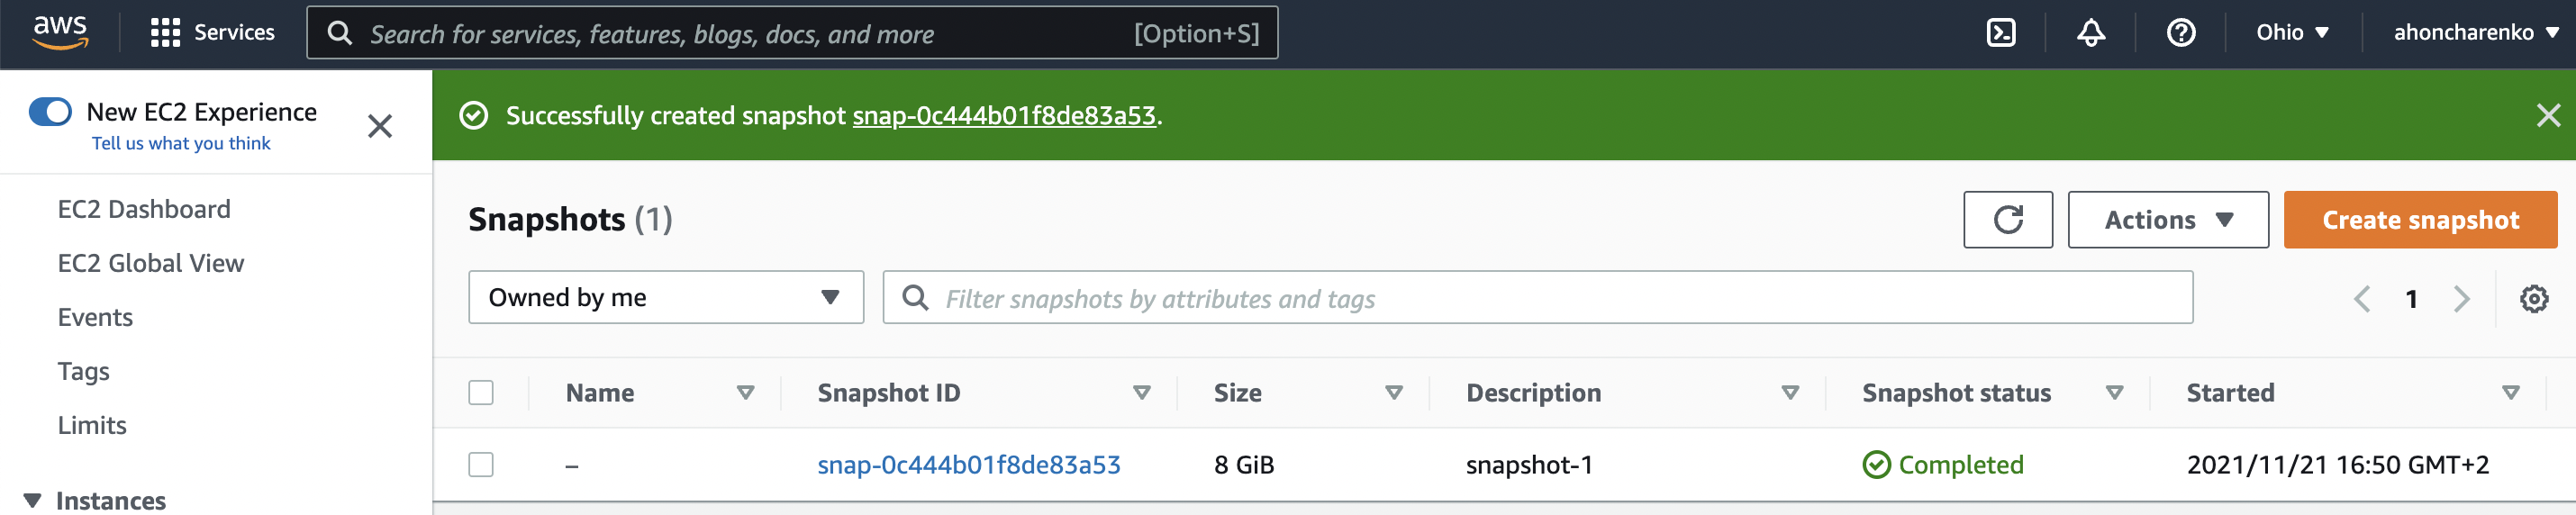 aws Services Search for services, features, blogs, docs, and more [Option+S] Ohio ahoncharenko
New EC2 Experience
Tell us what you think
Successfully created snapshot snap-0c444b01f8de83a53.
EC2 Dashboard
EC2 Global View
Events
Tags
Limits
Instances
Snapshots (1) Actions Create snapshot
Owned by me Filter snapshots by attributes and tags 1
Name Snapshot ID Size Description Snapshot status Started
– snap-0c444b01f8de83a53 8 GiB snapshot-1 Completed 2021/11/21 16:50 GMT+2